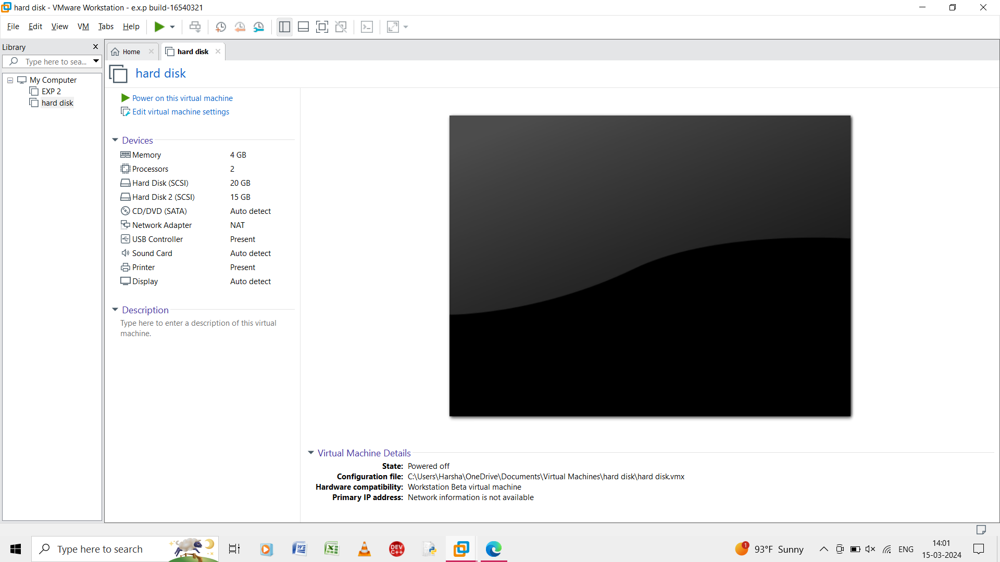 hard disk - VMware Workstation - e.x.p build-16540321
File Edit View VM Tabs Help
Library
Type here to sea...
My Computer
EXP 2
hard disk
Home
hard disk
hard disk
Power on this virtual machine
Edit virtual machine settings
Devices
Memory 4 GB
Processors 2
Hard Disk (SCSI) 20 GB
Hard Disk 2 (SCSI) 15 GB
CD/DVD (SATA) Auto detect
Network Adapter NAT
USB Controller Present
Sound Card Auto detect
Printer Present
Display Auto detect
Description
Type here to enter a description of this virtual
machine.
Virtual Machine Details
State: Powered off
Configuration file: C:\Users\Harsha\OneDrive\Documents\Virtual Machines\hard disk\hard disk.vmx
Hardware compatibility: Workstation Beta virtual machine
Primary IP address: Network information is not available
Type here to search
DEV
C++
1
93°F Sunny
ENG
14:01
15-03-2024